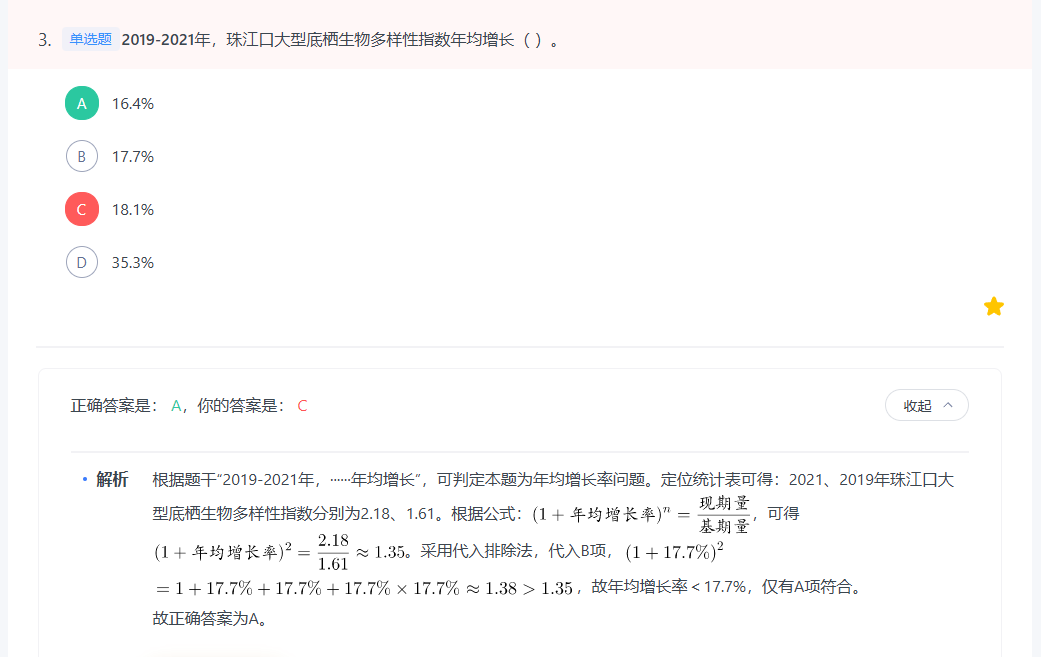 3. 单选题 2019-2021年，珠江口大型底栖生物多样性指数年均增长（ ）。
A 16.4%
B 17.7%
C 18.1%
D 35.3%
正确答案是： A，你的答案是： C
收起
• 解析 根据题干“2019-2021年，……年均增长”，可判定本题为年均增长率问题。定位统计表可得：2021、2019年珠江口大
型底栖生物多样性指数分别为2.18、1.61。根据公式：(1 + 年均增长率)^n = 现期量/基期量，可得
(1 + 年均增长率)^2 = 2.18/1.61 ≈ 1.35。采用代入排除法，代入B项，(1 + 17.7%)^2
= 1 + 17.7% + 17.7% + 17.7% × 17.7% ≈ 1.38 > 1.35，故年均增长率＜17.7%，仅有A项符合。
故正确答案为A。